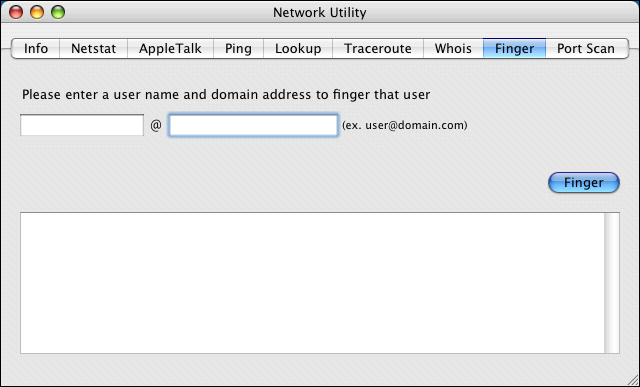 Network Utility
Info Netstat AppleTalk Ping Lookup Traceroute Whois Finger Port Scan
Please enter a user name and domain address to finger that user
@ (ex. user@domain.com)
Finger